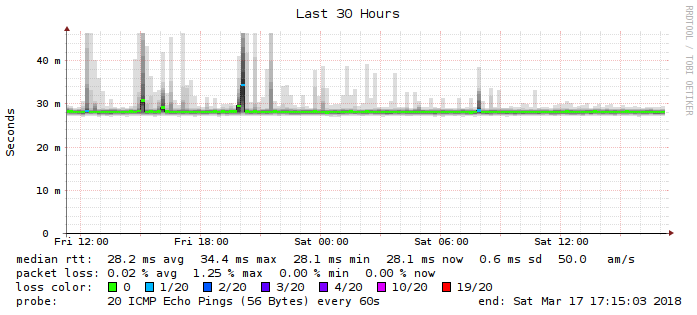 Last 30 Hours
RRDTOOL / TOBI OETIKER
Seconds
40 m
30 m
20 m
10 m
0
Fri 12:00 Fri 18:00 Sat 00:00 Sat 06:00 Sat 12:00
median rtt: 28.2 ms avg 34.4 ms max 28.1 ms min 28.1 ms now 0.6 ms sd 50.0 am/s
packet loss: 0.02 % avg 1.25 % max 0.00 % min 0.00 % now
loss color: 0 1/20 2/20 3/20 4/20 10/20 19/20
probe: 20 ICMP Echo Pings (56 Bytes) every 60s end: Sat Mar 17 17:15:03 2018